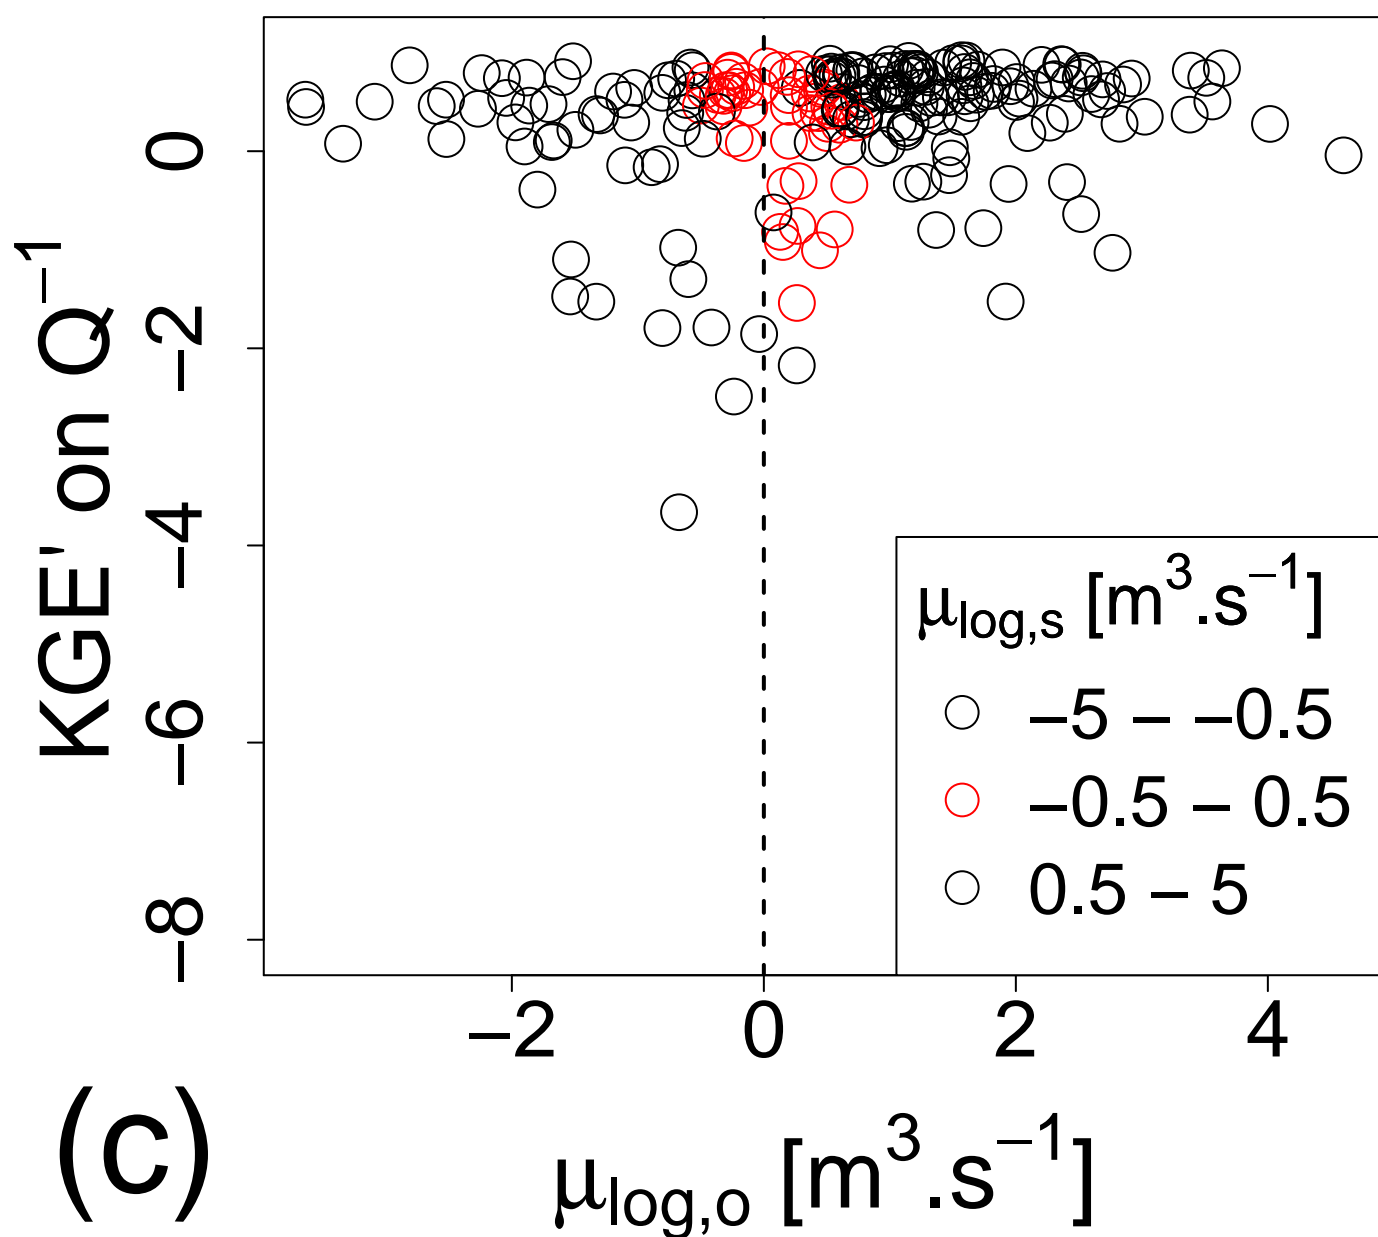 KGE' on Q⁻¹
0
−2
−4
−6
−8
μlog,s [m³.s⁻¹]
−5 − −0.5
−0.5 − 0.5
0.5 − 5
−2 0 2 4
μlog,o [m³.s⁻¹]
(c)